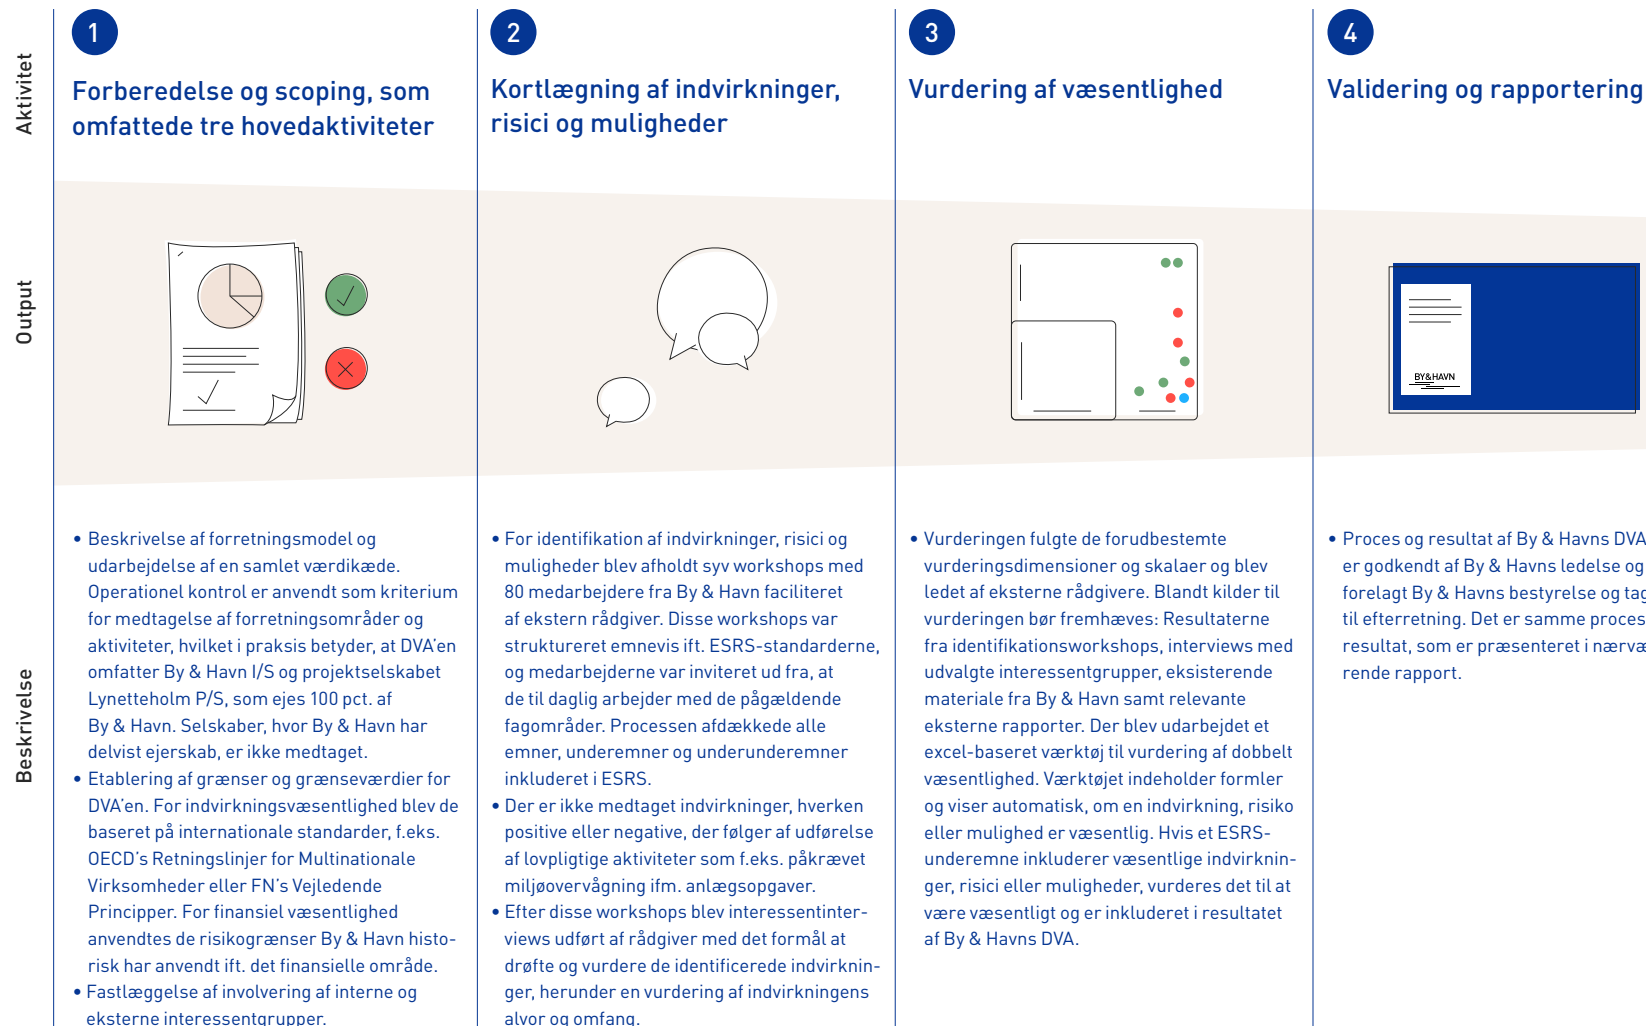 Aktivitet
1
Forberedelse og scoping, som
omfattede tre hovedaktiviteter
2
Kortlægning af indvirkninger,
risici og muligheder
3
Vurdering af væsentlighed
4
Validering og rapportering
Output
BY&HAVN
Beskrivelse
• Beskrivelse af forretningsmodel og
udarbejdelse af en samlet værdikæde.
Operationel kontrol er anvendt som kriterium
for medtagelse af forretningsområder og
aktiviteter, hvilket i praksis betyder, at DVA'en
omfatter By & Havn I/S og projektselskabet
Lynetteholm P/S, som ejes 100 pct. af
By & Havn. Selskaber, hvor By & Havn har
delvist ejerskab, er ikke medtaget.
• Etablering af grænser og grænseværdier for
DVA'en. For indvirkningsvæsentlighed blev de
baseret på internationale standarder, f.eks.
OECD's Retningslinjer for Multinationale
Virksomheder eller FN's Vejledende
Principper. For finansiel væsentlighed
anvendtes de risikogrænser By & Havn histo-
risk har anvendt ift. det finansielle område.
• Fastlæggelse af involvering af interne og
eksterne interessentgrupper.
• For identifikation af indvirkninger, risici og
muligheder blev afholdt syv workshops med
80 medarbejdere fra By & Havn faciliteret
af ekstern rådgiver. Disse workshops var
struktureret emnevis ift. ESRS-standarderne,
og medarbejderne var inviteret ud fra, at
de til daglig arbejder med de pågældende
fagområder. Processen afdækkede alle
emner, underemner og underunderemner
inkluderet i ESRS.
• Der er ikke medtaget indvirkninger, hverken
positive eller negative, der følger af udførelse
af lovpligtige aktiviteter som f.eks. påkrævet
miljøovervågning ifm. anlægsopgaver.
• Efter disse workshops blev interessentinter-
views udført af rådgiver med det formål at
drøfte og vurdere de identificerede indvirknin-
ger, herunder en vurdering af indvirkningens
alvor og omfang.
• Vurderingen fulgte de forudbestemte
vurderingsdimensioner og skalaer og blev
ledet af eksterne rådgivere. Blandt kilder til
vurderingen bør fremhæves: Resultaterne
fra identifikationsworkshops, interviews med
udvalgte interessentgrupper, eksisterende
materiale fra By & Havn samt relevante
eksterne rapporter. Der blev udarbejdet et
excel-baseret værktøj til vurdering af dobbelt
væsentlighed. Værktøjet indeholder formler
og viser automatisk, om en indvirkning, risiko
eller mulighed er væsentlig. Hvis et ESRS-
underemne inkluderer væsentlige indvirknin-
ger, risici eller muligheder, vurderes det til at
være væsentligt og er inkluderet i resultatet
af By & Havns DVA.
• Proces og resultat af By & Havns DVA
er godkendt af By & Havns ledelse og
forelagt By & Havns bestyrelse og tag
til efterretning. Det er samme proces
resultat, som er præsenteret i nærvæ
rende rapport.